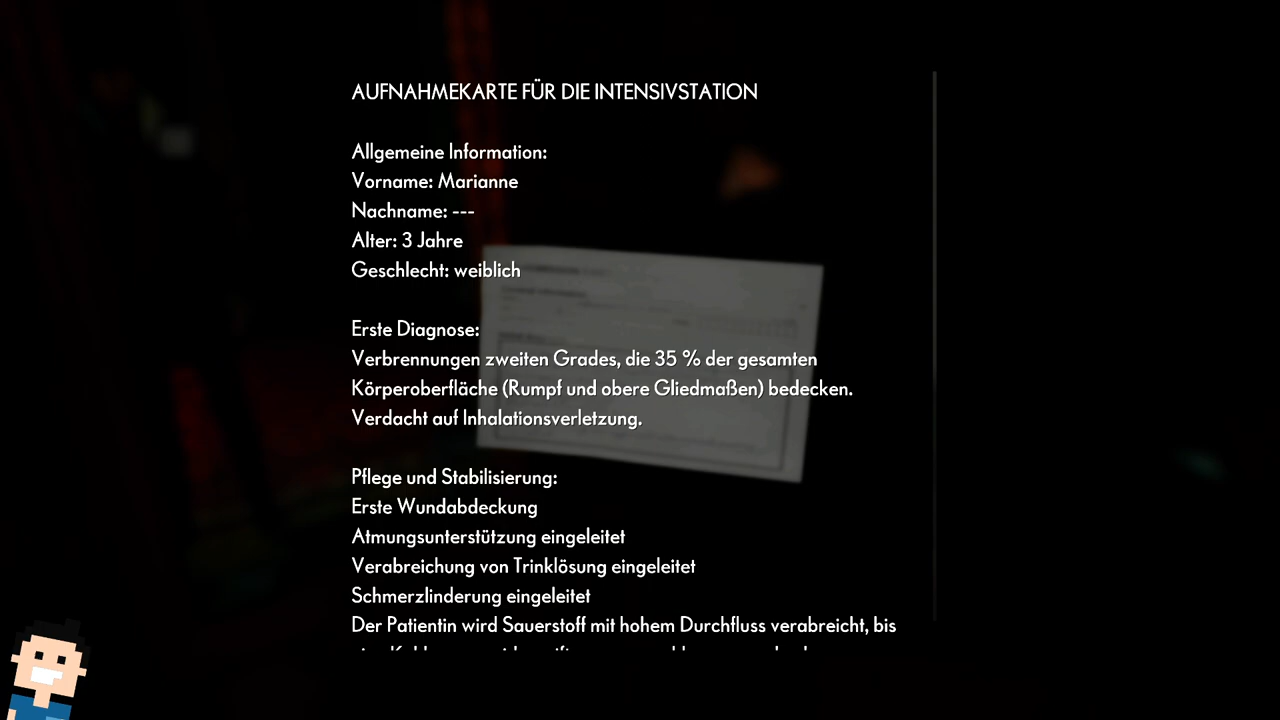 AUFNAHMEKARTE FÜR DIE INTENSIVSTATION
Allgemeine Information:
Vorname: Marianne
Nachname: ---
Alter: 3 Jahre
Geschlecht: weiblich
Erste Diagnose:
Verbrennungen zweiten Grades, die 35 % der gesamten
Körperoberfläche (Rumpf und obere Gliedmaßen) bedecken.
Verdacht auf Inhalationsverletzung.
Pflege und Stabilisierung:
Erste Wundabdeckung
Atmungsunterstützung eingeleitet
Verabreichung von Trinklösung eingeleitet
Schmerzlinderung eingeleitet
Der Patientin wird Sauerstoff mit hohem Durchfluss verabreicht, bis